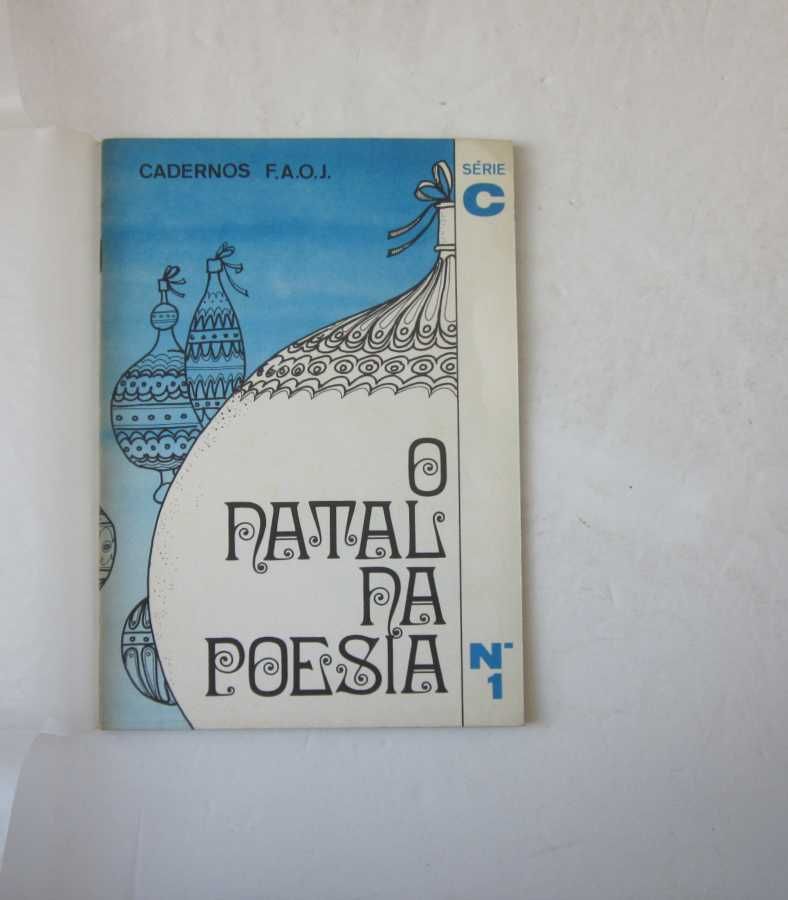 CADERNOS F.A.O.J.
SÉRIE
C
O
NATAL
NA
POESIA
Nº
1